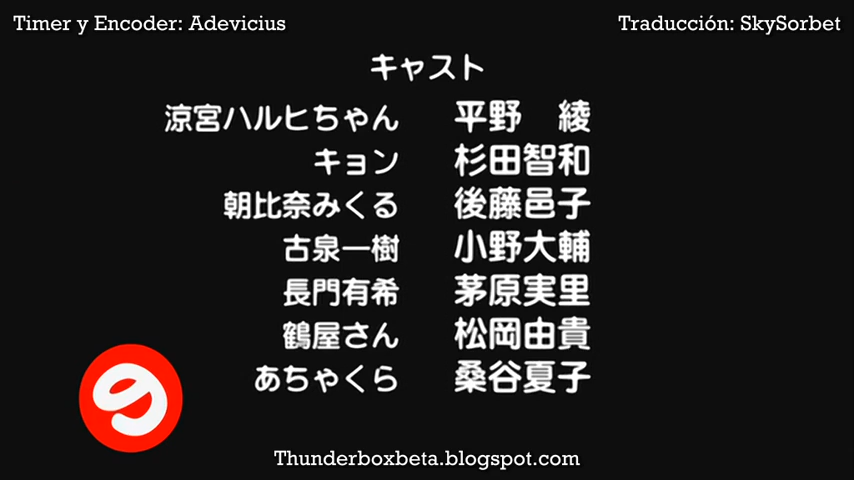 Timer y Encoder: Adevicius
Traducción: SkySorbet
キャスト
涼宮ハルヒちゃん 平野 綾
キョン 杉田智和
朝比奈みくる 後藤邑子
古泉一樹 小野大輔
長門有希 茅原実里
鶴屋さん 松岡由貴
あちゃくら 桑谷夏子
の
Thunderboxbeta.blogspot.com